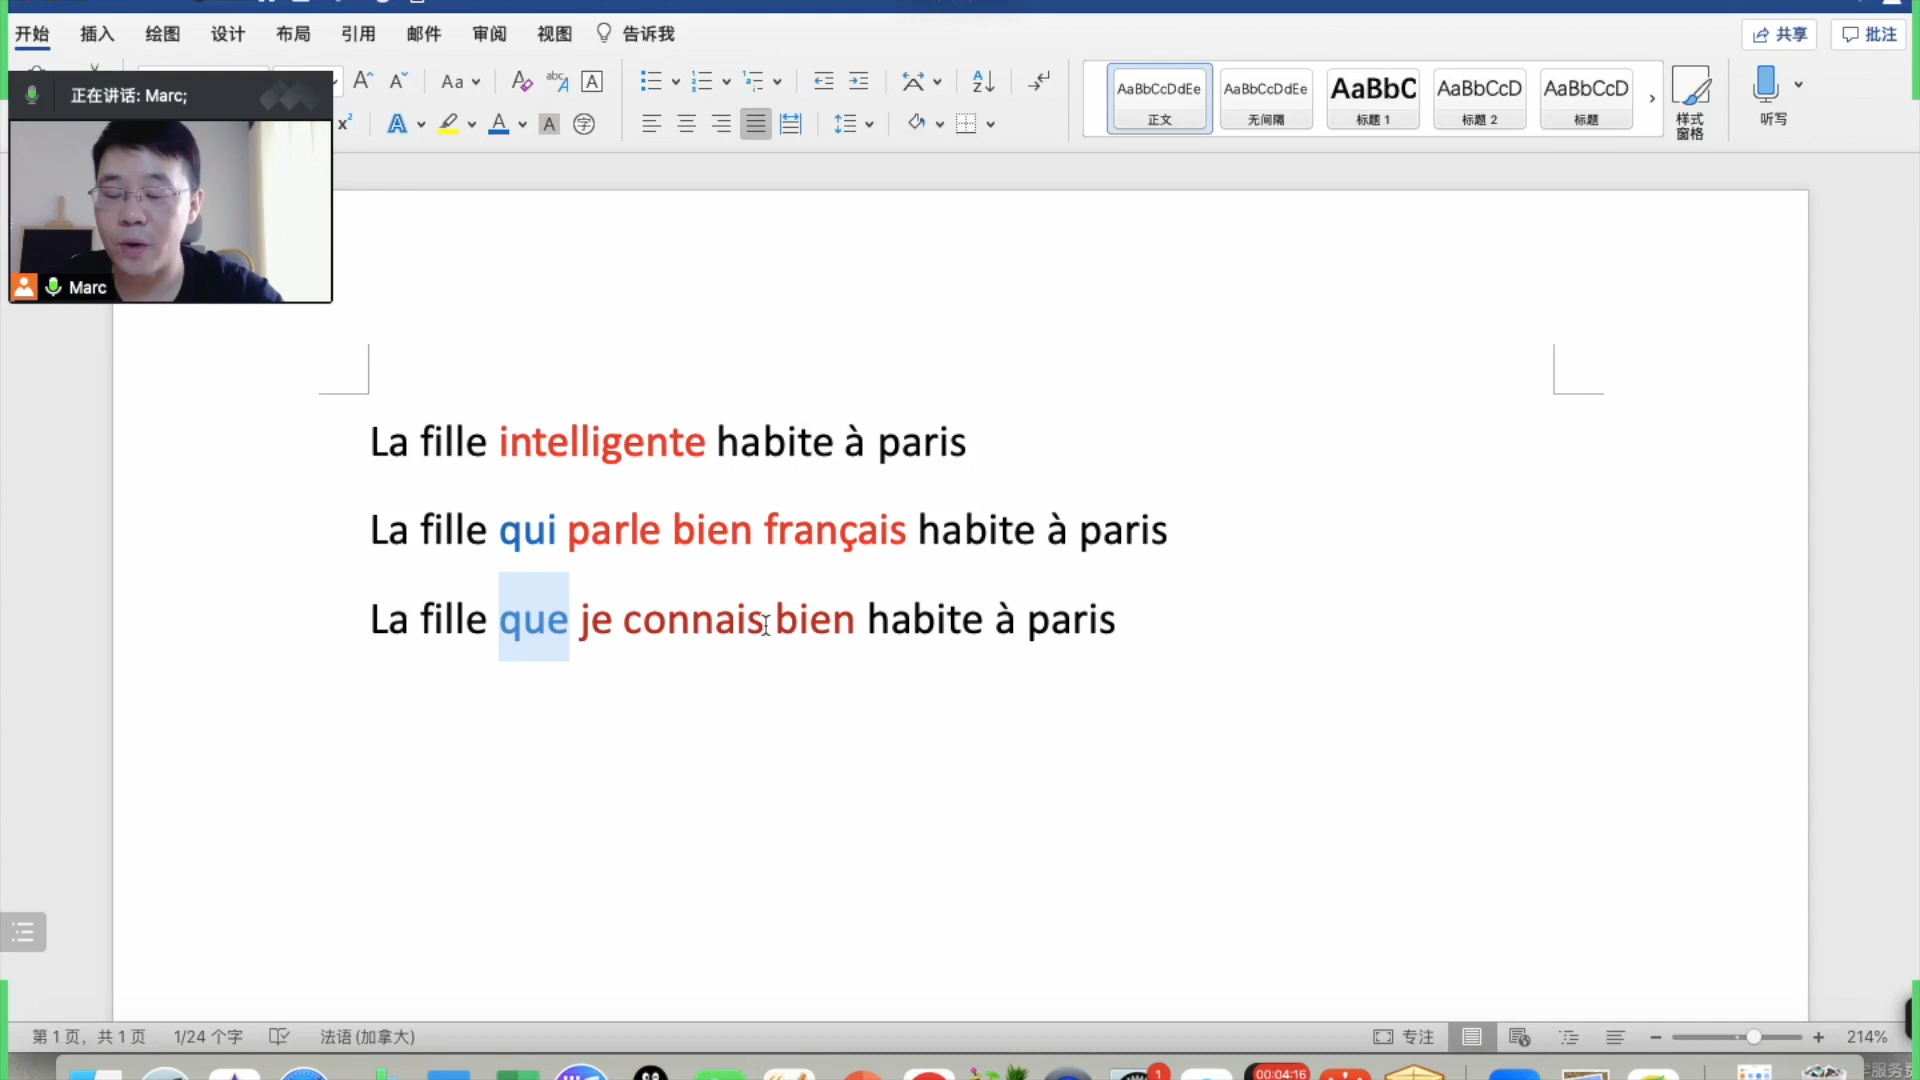 开始 插入 绘图 设计 布局 引用 邮件 审阅 视图 告诉我 共享 批注
正在讲话: Marc;
Aa
abc
A
字
AaBbCcDdEe AaBbCcDdEe AaBbC AaBbCcD AaBbCcD
正文 无间隔 标题 1 标题 2 标题
样式
窗格
听写
Marc
La fille intelligente habite à paris
La fille qui parle bien français habite à paris
La fille que je connais bien habite à paris
第1页，共1页 1/24 个字 法语 (加拿大) 专注 214%
1
00:04:16